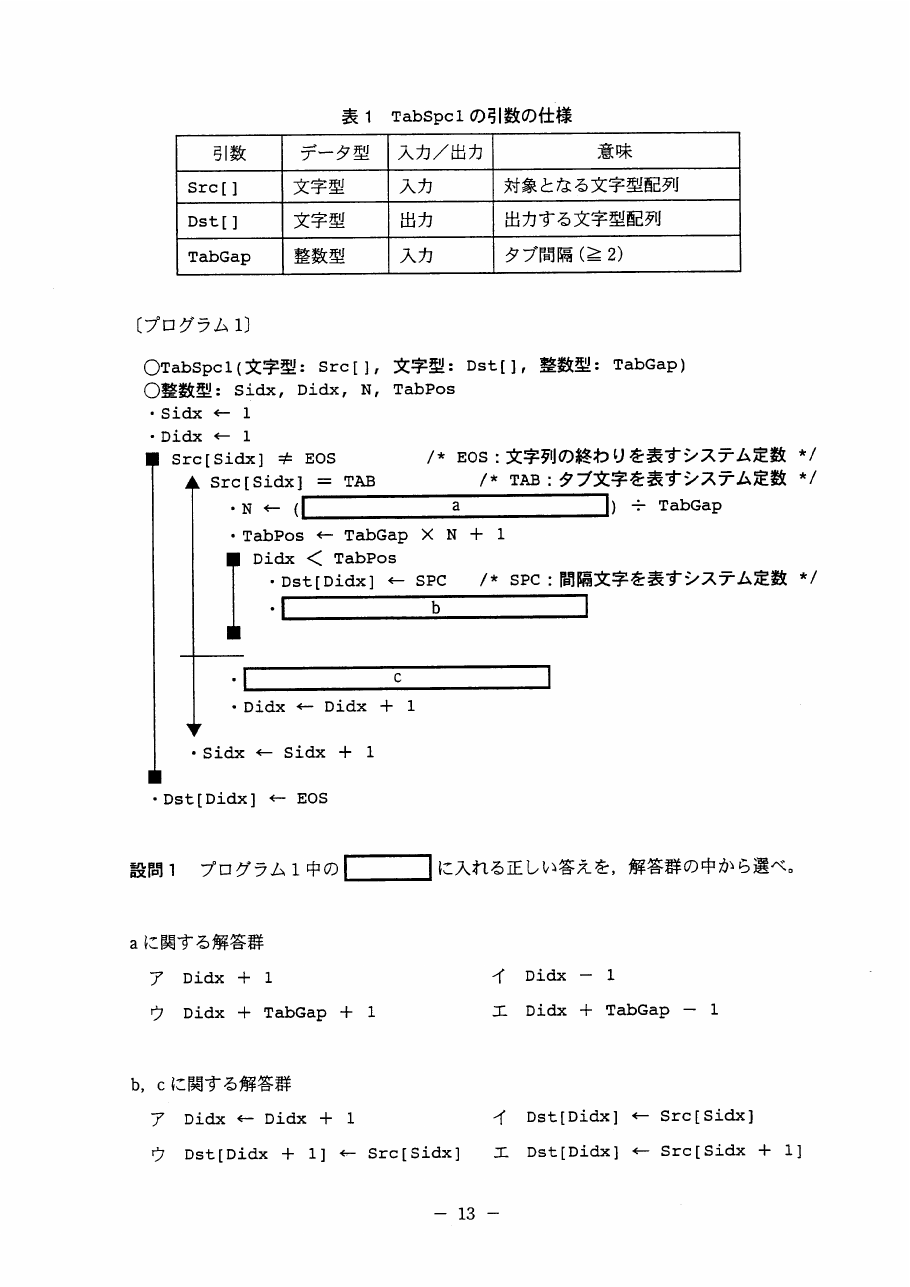 表1　TabSpc1の引数の仕様
引数　データ型　入力／出力　意味
Src[]　文字型　入力　対象となる文字型配列
Dst[]　文字型　出力　出力する文字型配列
TabGap　整数型　入力　タブ間隔(≧2)
〔プログラム1〕
○TabSpc1(文字型: Src[], 文字型: Dst[], 整数型: TabGap)
○整数型: Sidx, Didx, N, TabPos
・Sidx ← 1
・Didx ← 1
■ Src[Sidx] ≠ EOS　/* EOS：文字列の終わりを表すシステム定数 */
▲ Src[Sidx] ＝ TAB　/* TAB：タブ文字を表すシステム定数 */
・N ← ( a ) ÷ TabGap
・TabPos ← TabGap × N ＋ 1
■ Didx ＜ TabPos
・Dst[Didx] ← SPC　/* SPC：間隔文字を表すシステム定数 */
・ b
■
・ c
・Didx ← Didx ＋ 1
▼
・Sidx ← Sidx ＋ 1
■
・Dst[Didx] ← EOS
設問1　プログラム1中の　　　に入れる正しい答えを，解答群の中から選べ。
aに関する解答群
ア　Didx ＋ 1　イ　Didx － 1
ウ　Didx ＋ TabGap ＋ 1　エ　Didx ＋ TabGap － 1
b，cに関する解答群
ア　Didx ← Didx ＋ 1　イ　Dst[Didx] ← Src[Sidx]
ウ　Dst[Didx ＋ 1] ← Src[Sidx]　エ　Dst[Didx] ← Src[Sidx ＋ 1]
－ 13 －